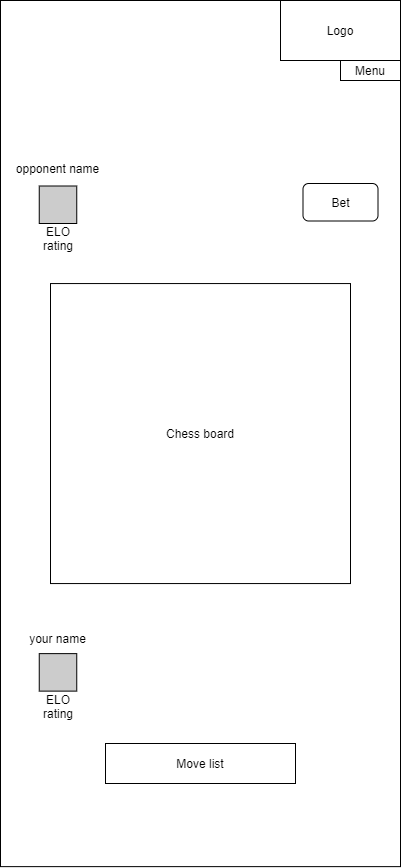 Logo
Menu
opponent name
Bet
ELO
rating
Chess board
your name
ELO
rating
Move list